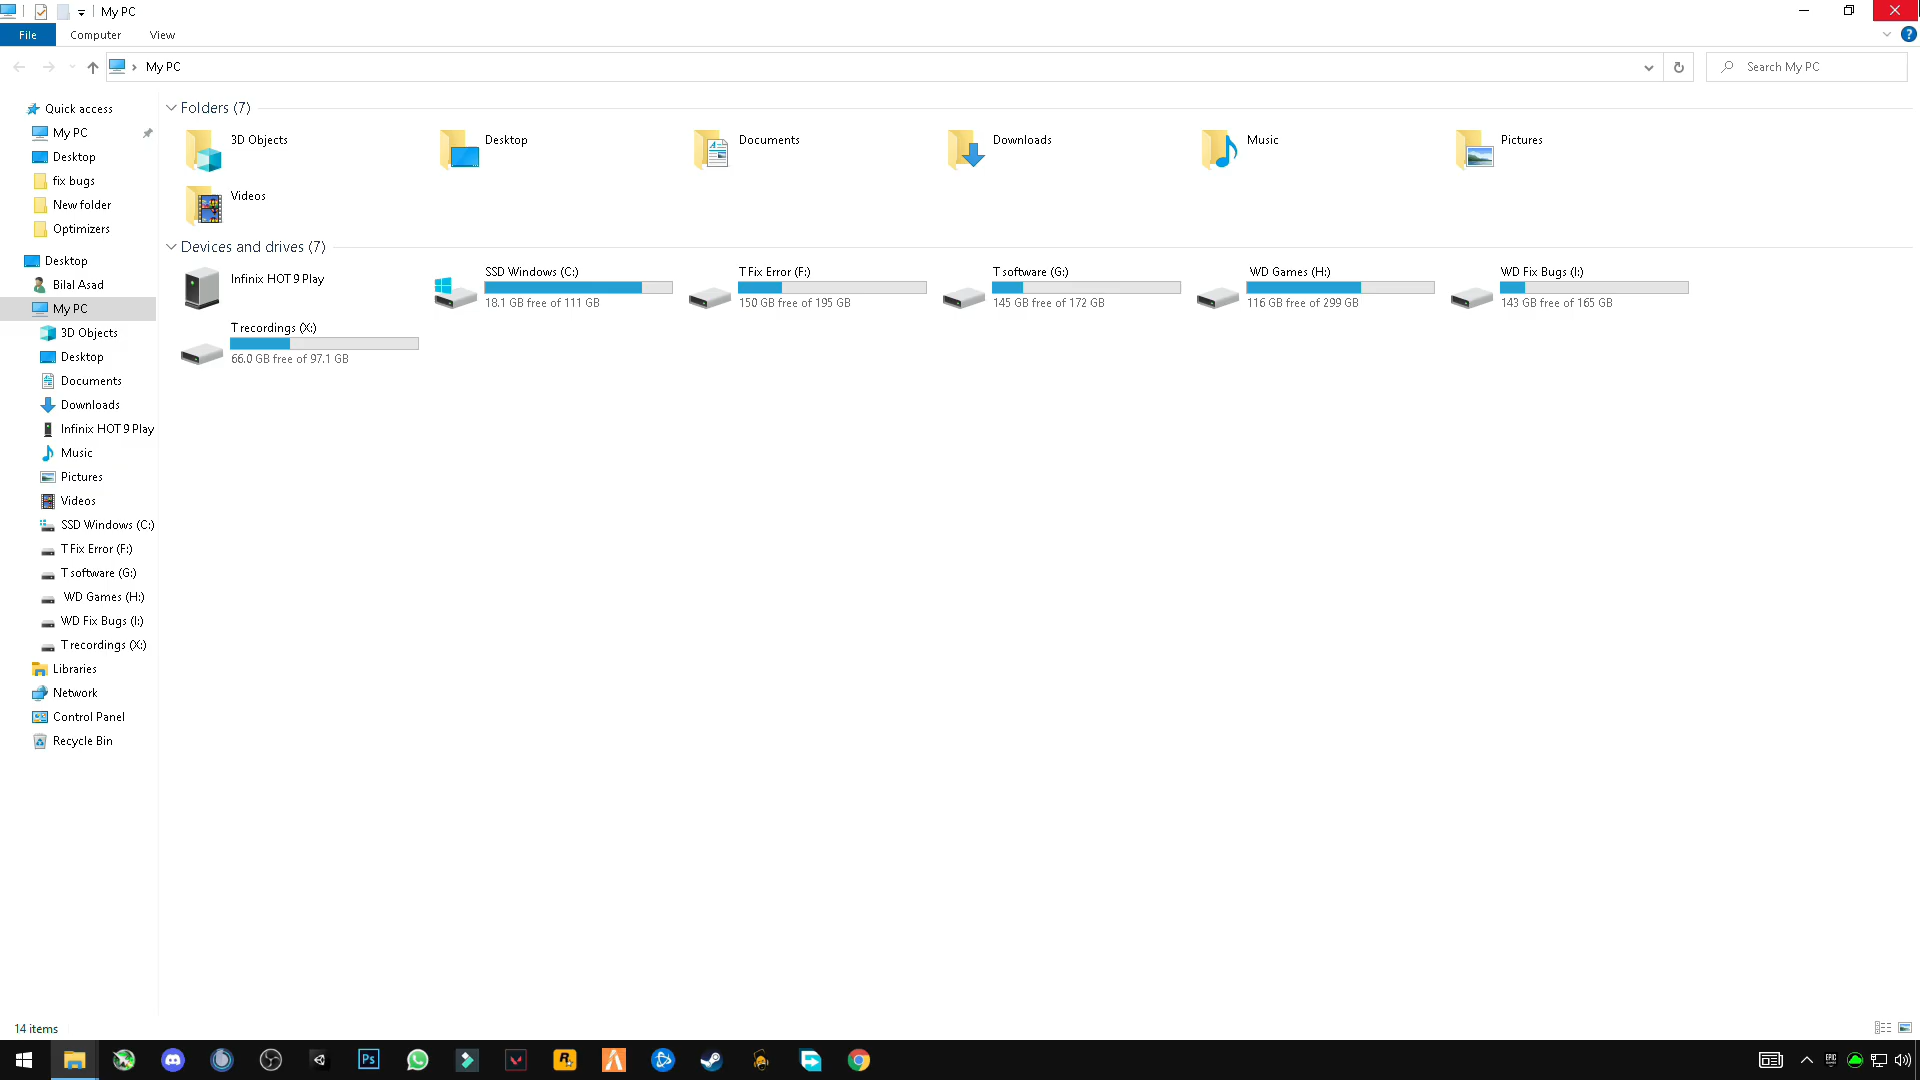 My PC
File
Computer
View
My PC
Search My PC
Quick access
My PC
Desktop
fix bugs
New folder
Optimizers
Desktop
Bilal Asad
My PC
3D Objects
Desktop
Documents
Downloads
Infinix HOT 9 Play
Music
Pictures
Videos
SSD Windows (C:)
T Fix Error (F:)
T software (G:)
WD Games (H:)
WD Fix Bugs (I:)
T recordings (X:)
Libraries
Network
Control Panel
Recycle Bin
Folders (7)
3D Objects
Desktop
Documents
Downloads
Music
Pictures
Videos
Devices and drives (7)
Infinix HOT 9 Play
SSD Windows (C:)
18.1 GB free of 111 GB
T Fix Error (F:)
150 GB free of 195 GB
T software (G:)
145 GB free of 172 GB
WD Games (H:)
116 GB free of 299 GB
WD Fix Bugs (I:)
143 GB free of 165 GB
T recordings (X:)
66.0 GB free of 97.1 GB
14 items
Ps
EPIC